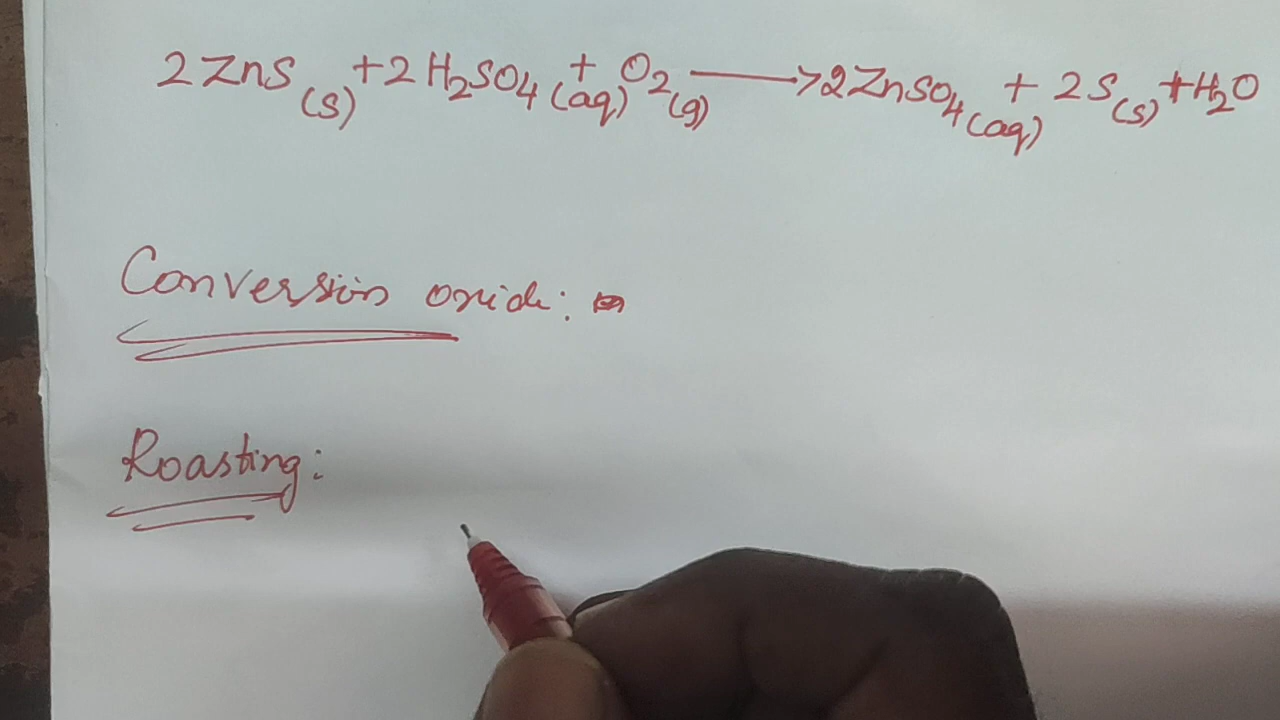 2ZnS(s) + 2H₂SO₄(aq) + O₂(g) ⟶ 2ZnSO₄(aq) + 2S(s) + H₂O
Conversion oxide:
Roasting: